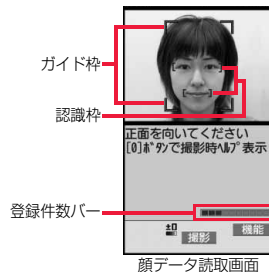 ガイド枠
認識枠
正面を向いてください
[0]ボタンで撮影時ヘルプ表示
登録件数バー
±0
撮影
機能
顔データ読取画面